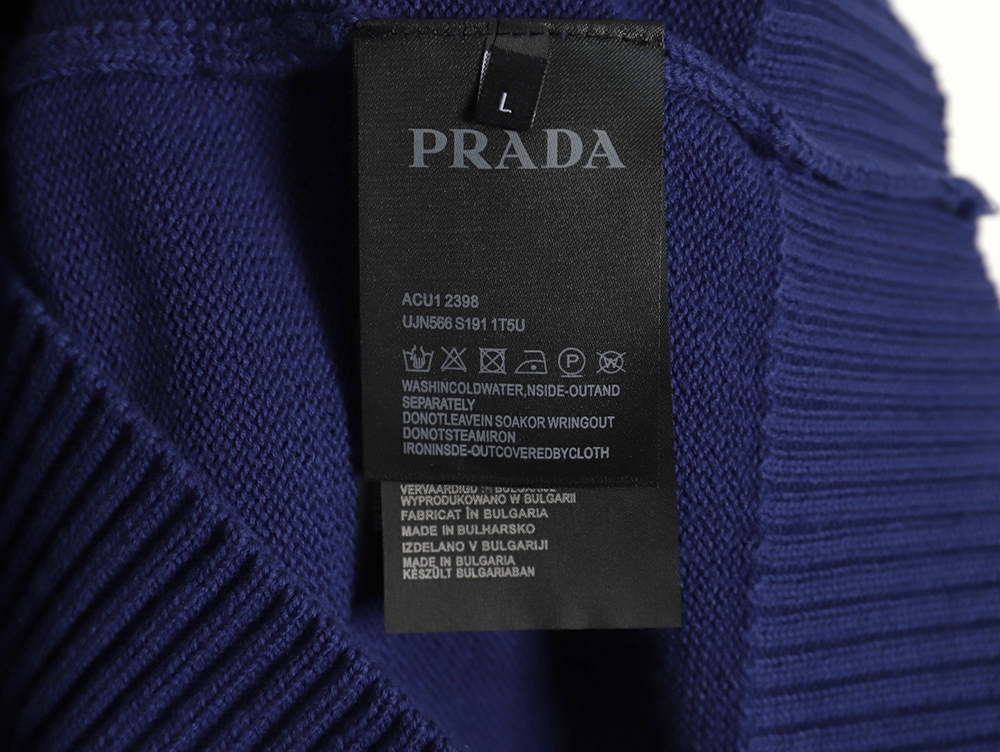 L
PRADA
ACU1 2398
UJN566 S191 1T5U
P
W
WASHINCOLDWATER,NSIDE-OUTAND
SEPARATELY
DONOTLEAVEIN SOAKOR WRINGOUT
DONOTSTEAMIRON
IRONINSDE-OUTCOVEREDBYCLOTH
VERVAARDIGD
WYPRODUKOWANO W BULGARII
FABRICAT ÎN BULGARIA
MADE IN BULHARSKO
IZDELANO V BULGARIJI
MADE IN BULGARIA
KÉSZÜLT BULGARIABAN